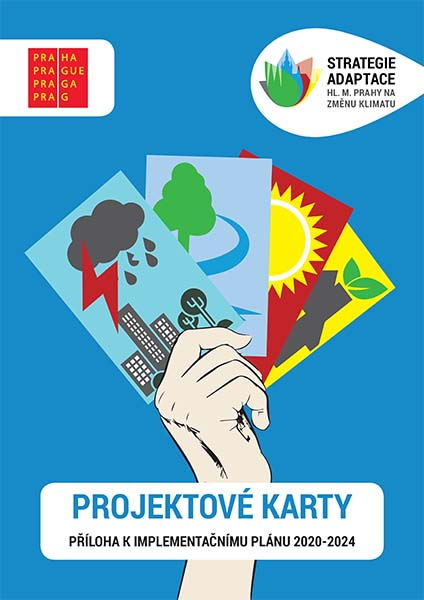 PRAHA
PRAGUE
PRAGA
PRAG
STRATEGIE
ADAPTACE
HL. M. PRAHY NA
ZMĚNU KLIMATU
PROJEKTOVÉ KARTY
PŘÍLOHA K IMPLEMENTAČNÍMU PLÁNU 2020-2024